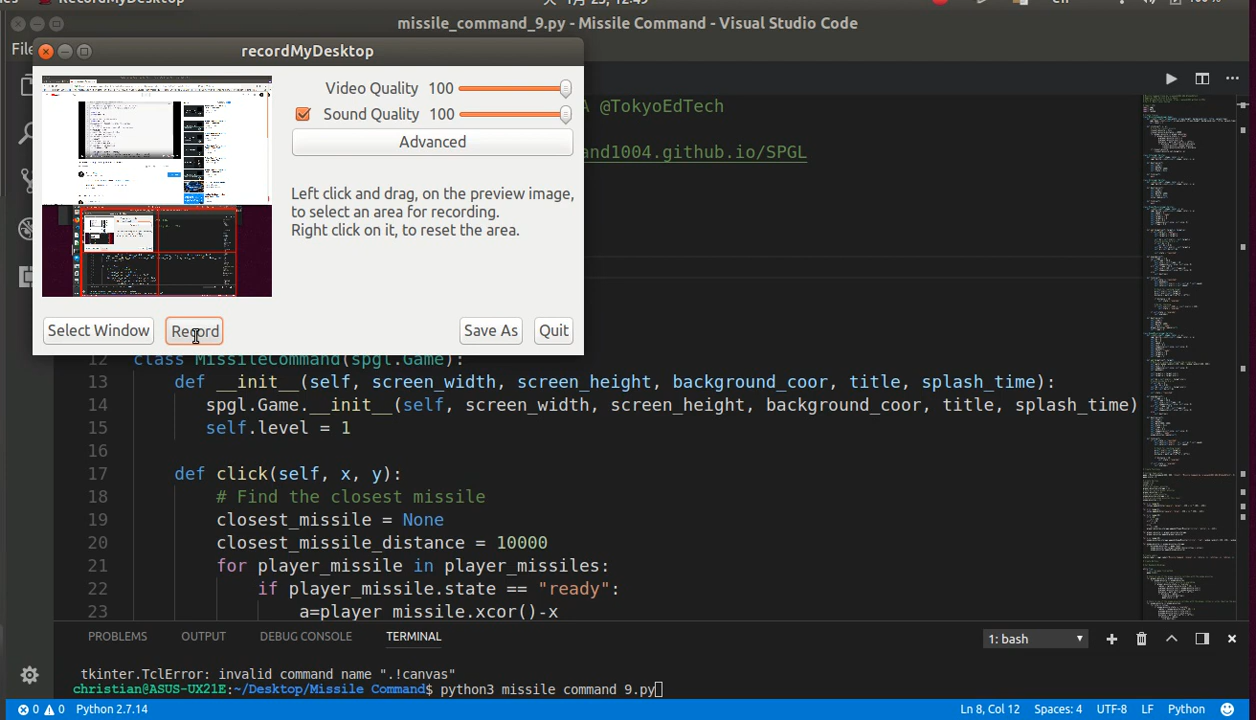 RecordMyDesktop
missile_command_9.py - Missile Command - Visual Studio Code
File
recordMyDesktop
Video Quality 100
Sound Quality 100
Advanced
Left click and drag, on the preview image,
to select an area for recording.
Right click on it, to reset the area.
Select Window
Record
Save As
Quit
@TokyoEdTech
and1004.github.io/SPGL
12 class MissileCommand(spgl.Game):
13 def __init__(self, screen_width, screen_height, background_coor, title, splash_time):
14 spgl.Game.__init__(self, screen_width, screen_height, background_coor, title, splash_time)
15 self.level = 1
16
17 def click(self, x, y):
18 # Find the closest missile
19 closest_missile = None
20 closest_missile_distance = 10000
21 for player_missile in player_missiles:
22 if player_missile.state == "ready":
23 a=player_missile.xcor()-x
PROBLEMS OUTPUT DEBUG CONSOLE TERMINAL
1: bash
_tkinter.TclError: invalid command name ".!canvas"
christian@ASUS-UX21E:~/Desktop/Missile Command$ python3 missile_command_9.py
0 0 Python 2.7.14
Ln 8, Col 12 Spaces: 4 UTF-8 LF Python